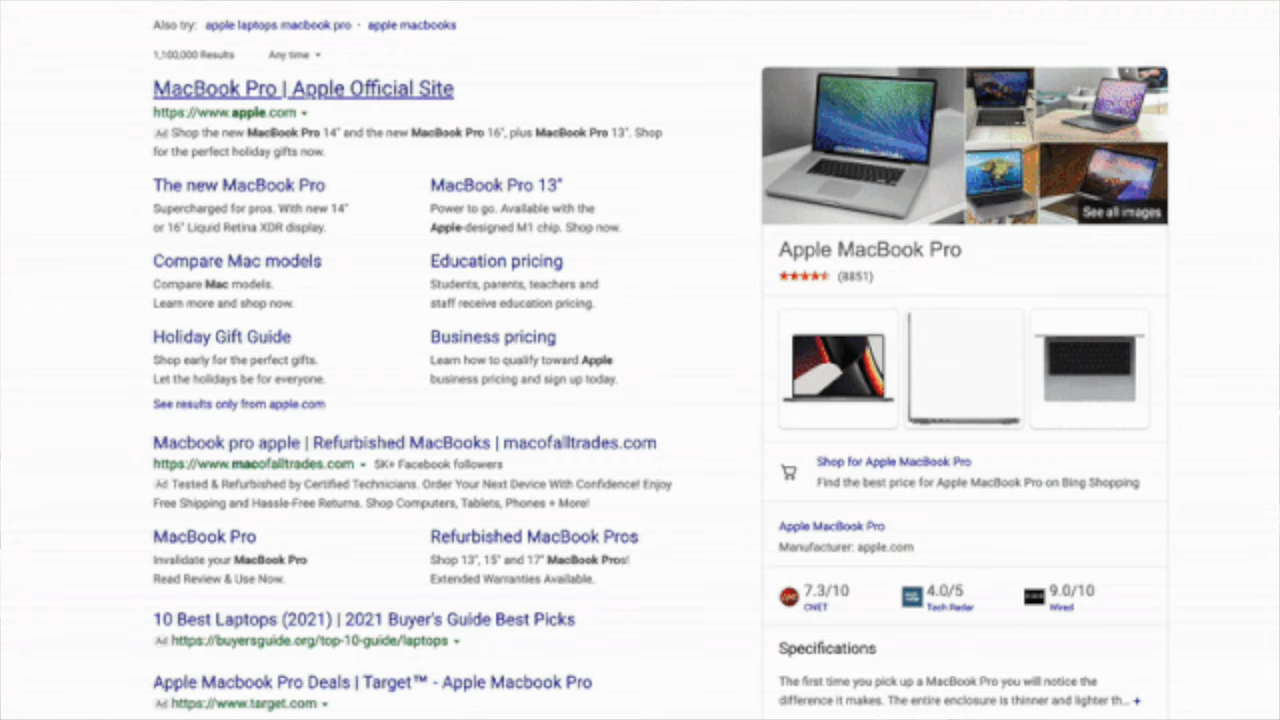 Also try: apple laptops macbook pro · apple macbooks
1,100,000 Results Any time
MacBook Pro | Apple Official Site
https://www.apple.com
Ad Shop the new MacBook Pro 14" and the new MacBook Pro 16", plus MacBook Pro 13". Shop
for the perfect holiday gifts now.
The new MacBook Pro
Supercharged for pros. With new 14"
or 16" Liquid Retina XDR display.
MacBook Pro 13"
Power to go. Available with the
Apple-designed M1 chip. Shop now.
Compare Mac models
Compare Mac models.
Learn more and shop now.
Education pricing
Students, parents, teachers and
staff receive education pricing.
Holiday Gift Guide
Shop early for the perfect gifts.
Let the holidays be for everyone.
Business pricing
Learn how to qualify toward Apple
business pricing and sign up today.
See results only from apple.com
Macbook pro apple | Refurbished MacBooks | macofalltrades.com
https://www.macofalltrades.com 5K+ Facebook followers
Ad Tested & Refurbished by Certified Technicians. Order Your Next Device With Confidence! Enjoy
Free Shipping and Hassle-Free Returns. Shop Computers, Tablets, Phones + More!
MacBook Pro
Invalidate your MacBook Pro
Read Review & Use Now.
Refurbished MacBook Pros
Shop 13", 15" and 17" MacBook Pros!
Extended Warranties Available.
10 Best Laptops (2021) | 2021 Buyer's Guide Best Picks
Ad https://buyersguide.org/top-10-guide/laptops
Apple Macbook Pro Deals | Target™ - Apple Macbook Pro
Ad https://www.target.com
See all images
Apple MacBook Pro
(8851)
Shop for Apple MacBook Pro
Find the best price for Apple MacBook Pro on Bing Shopping
Apple MacBook Pro
Manufacturer: apple.com
7.3/10
CNET
4.0/5
Tech Radar
9.0/10
Wired
Specifications
The first time you pick up a MacBook Pro you will notice the
difference it makes. The entire enclosure is thinner and lighter th... +